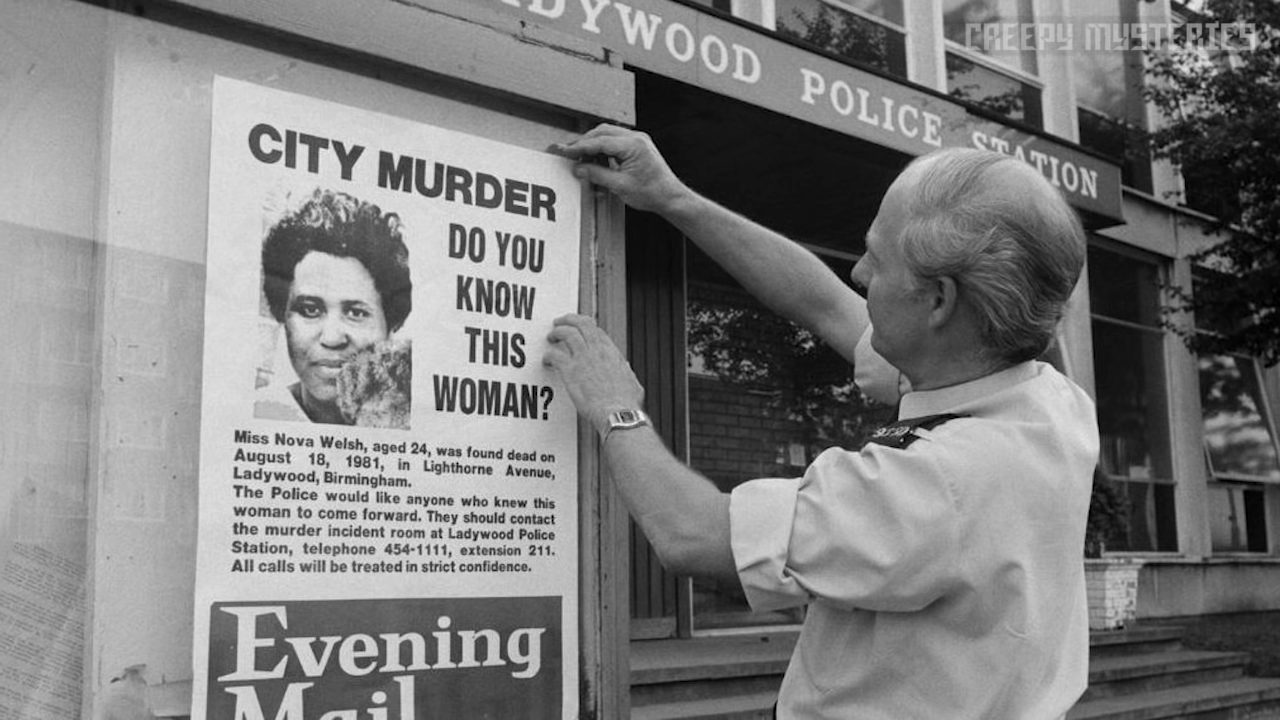 CREEPY MYSTERIES
LADYWOOD POLICE STATION
CITY MURDER
DO YOU
KNOW
THIS
WOMAN?
Miss Nova Welsh, aged 24, was found dead on
August 18, 1981, in Lighthorne Avenue,
Ladywood, Birmingham.
The Police would like anyone who knew this
woman to come forward. They should contact
the murder incident room at Ladywood Police
Station, telephone 454-1111, extension 211.
All calls will be treated in strict confidence.
Evening
Mail